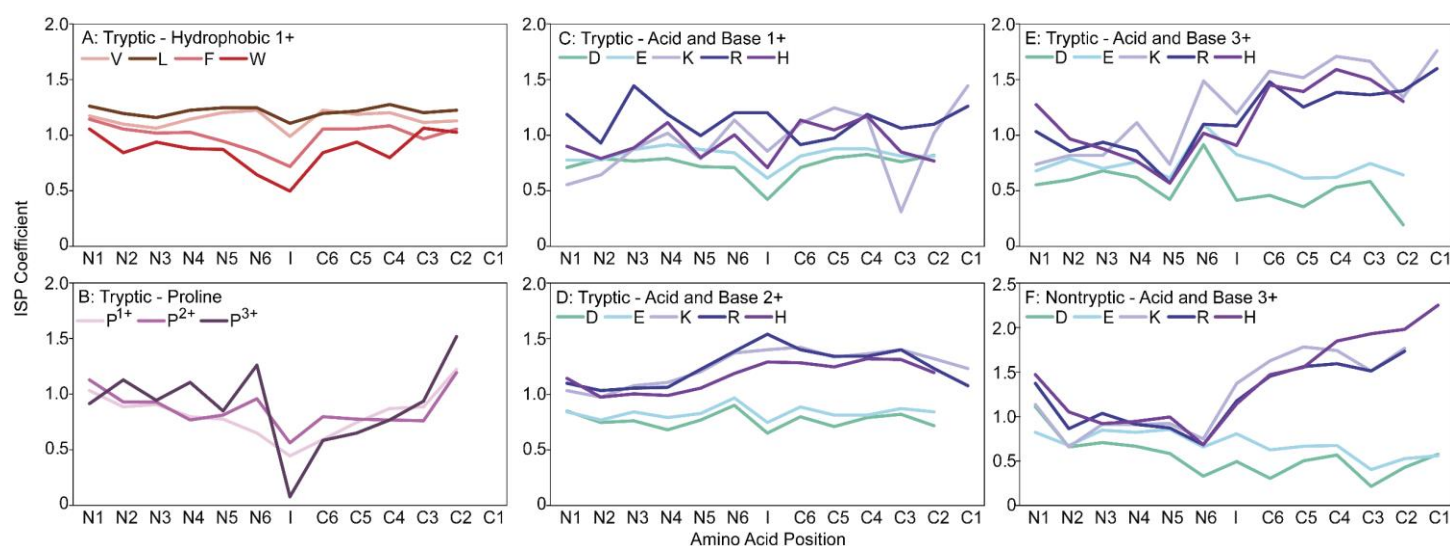 A: Tryptic - Hydrophobic 1+
V L F W
2.0
1.5
1.0
0.5
0
N1 N2 N3 N4 N5 N6 I C6 C5 C4 C3 C2 C1
B: Tryptic - Proline
P1+ P2+ P3+
2.0
1.5
1.0
0.5
0
N1 N2 N3 N4 N5 N6 I C6 C5 C4 C3 C2 C1
C: Tryptic - Acid and Base 1+
D E K R H
2.0
1.5
1.0
0.5
0
N1 N2 N3 N4 N5 N6 I C6 C5 C4 C3 C2 C1
D: Tryptic - Acid and Base 2+
D E K R H
2.0
1.5
1.0
0.5
0
N1 N2 N3 N4 N5 N6 I C6 C5 C4 C3 C2 C1
E: Tryptic - Acid and Base 3+
D E K R H
2.0
1.5
1.0
0.5
0
N1 N2 N3 N4 N5 N6 I C6 C5 C4 C3 C2 C1
F: Nontryptic - Acid and Base 3+
D E K R H
2.5
2.0
1.5
1.0
0.5
0
N1 N2 N3 N4 N5 N6 I C6 C5 C4 C3 C2 C1
ISP Coefficient
Amino Acid Position